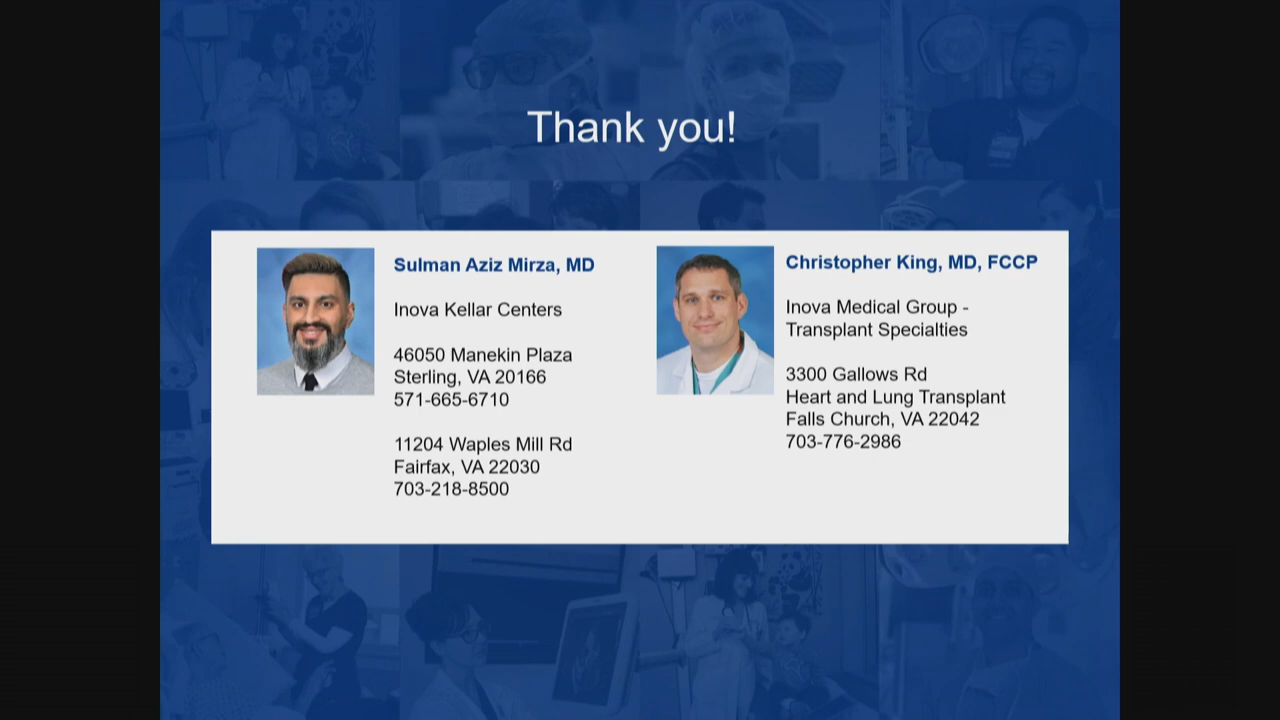 Thank you!
Sulman Aziz Mirza, MD
Inova Kellar Centers
46050 Manekin Plaza
Sterling, VA 20166
571-665-6710
11204 Waples Mill Rd
Fairfax, VA 22030
703-218-8500
Christopher King, MD, FCCP
Inova Medical Group -
Transplant Specialties
3300 Gallows Rd
Heart and Lung Transplant
Falls Church, VA 22042
703-776-2986